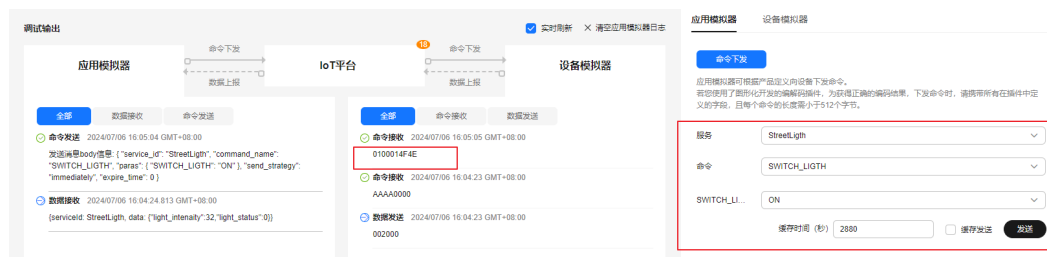 调试输出
实时刷新
清空应用模拟器日志
应用模拟器
命令下发
数据上报
IoT平台
18
命令下发
数据上报
设备模拟器
全部
数据接收
命令发送
命令发送 2024/07/06 16:05:04 GMT+08:00
发送消息body信息: { "service_id": "StreetLigth", "command_name":
"SWITCH_LIGTH", "paras": { "SWITCH_LIGTH": "ON" }, "send_strategy":
"immediately", "expire_time": 0 }
数据接收 2024/07/06 16:04:24.813 GMT+08:00
{serviceId: StreetLigth, data: {"light_intenaity":32,"light_status":0}}
全部
命令接收
数据发送
命令接收 2024/07/06 16:05:05 GMT+08:00
0100014F4E
命令接收 2024/07/06 16:04:23 GMT+08:00
AAAA0000
数据发送 2024/07/06 16:04:23 GMT+08:00
002000
应用模拟器
设备模拟器
命令下发
应用模拟器可根据产品定义向设备下发命令。
若您使用了图形化开发的编解码插件，为获得正确的编码结果，下发命令时，请携带所有在插件中定
义的字段，且每个命令的长度需小于512个字节。
服务 StreetLigth
命令 SWITCH_LIGTH
SWITCH_LI... ON
缓存时间（秒） 2880 缓存发送 发送